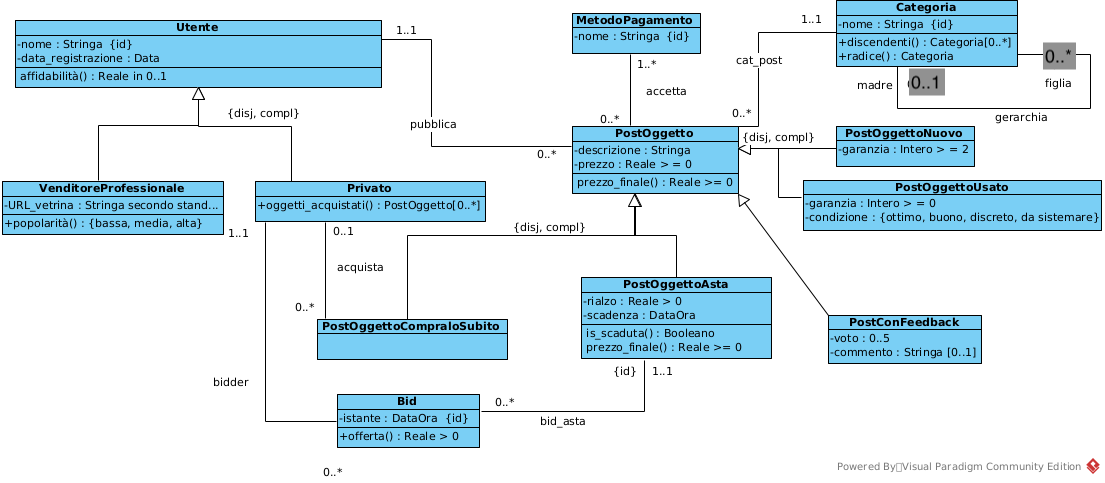 Utente
-nome : Stringa {id}
-data_registrazione : Data
affidabilità() : Reale in 0..1
1..1
pubblica
0..*
MetodoPagamento
-nome : Stringa {id}
1..*
accetta
0..*
Categoria
-nome : Stringa {id}
+discendenti() : Categoria[0..*]
+radice() : Categoria
1..1
cat_post
0..*
madre
0..1
0..*
figlia
gerarchia
{disj, compl}
VenditoreProfessionale
-URL_vetrina : Stringa secondo stand...
+popolarità() : {bassa, media, alta}
Privato
+oggetti_acquistati() : PostOggetto[0..*]
PostOggetto
-descrizione : Stringa
-prezzo : Reale > = 0
prezzo_finale() : Reale >= 0
{disj, compl}
PostOggettoNuovo
-garanzia : Intero > = 2
PostOggettoUsato
-garanzia : Intero > = 0
-condizione : {ottimo, buono, discreto, da sistemare}
1..1
0..1
acquista
0..*
{disj, compl}
PostOggettoCompraloSubito
PostOggettoAsta
-rialzo : Reale > 0
-scadenza : DataOra
is_scaduta() : Booleano
prezzo_finale() : Reale >= 0
PostConFeedback
-voto : 0..5
-commento : Stringa [0..1]
bidder
{id}
1..1
0..*
bid_asta
Bid
-istante : DataOra {id}
+offerta() : Reale > 0
0..*
Powered By Visual Paradigm Community Edition